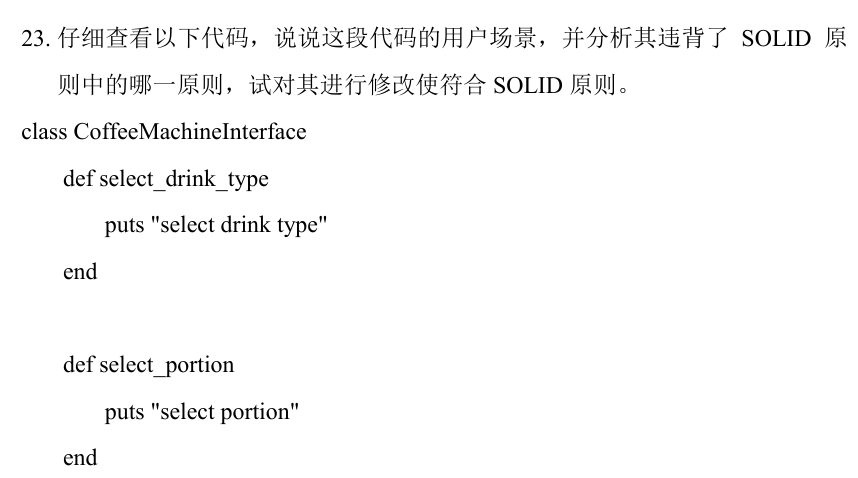 23. 仔细查看以下代码，说说这段代码的用户场景，并分析其违背了 SOLID 原
则中的哪一原则，试对其进行修改使符合 SOLID 原则。
class CoffeeMachineInterface
def select_drink_type
puts "select drink type"
end
def select_portion
puts "select portion"
end